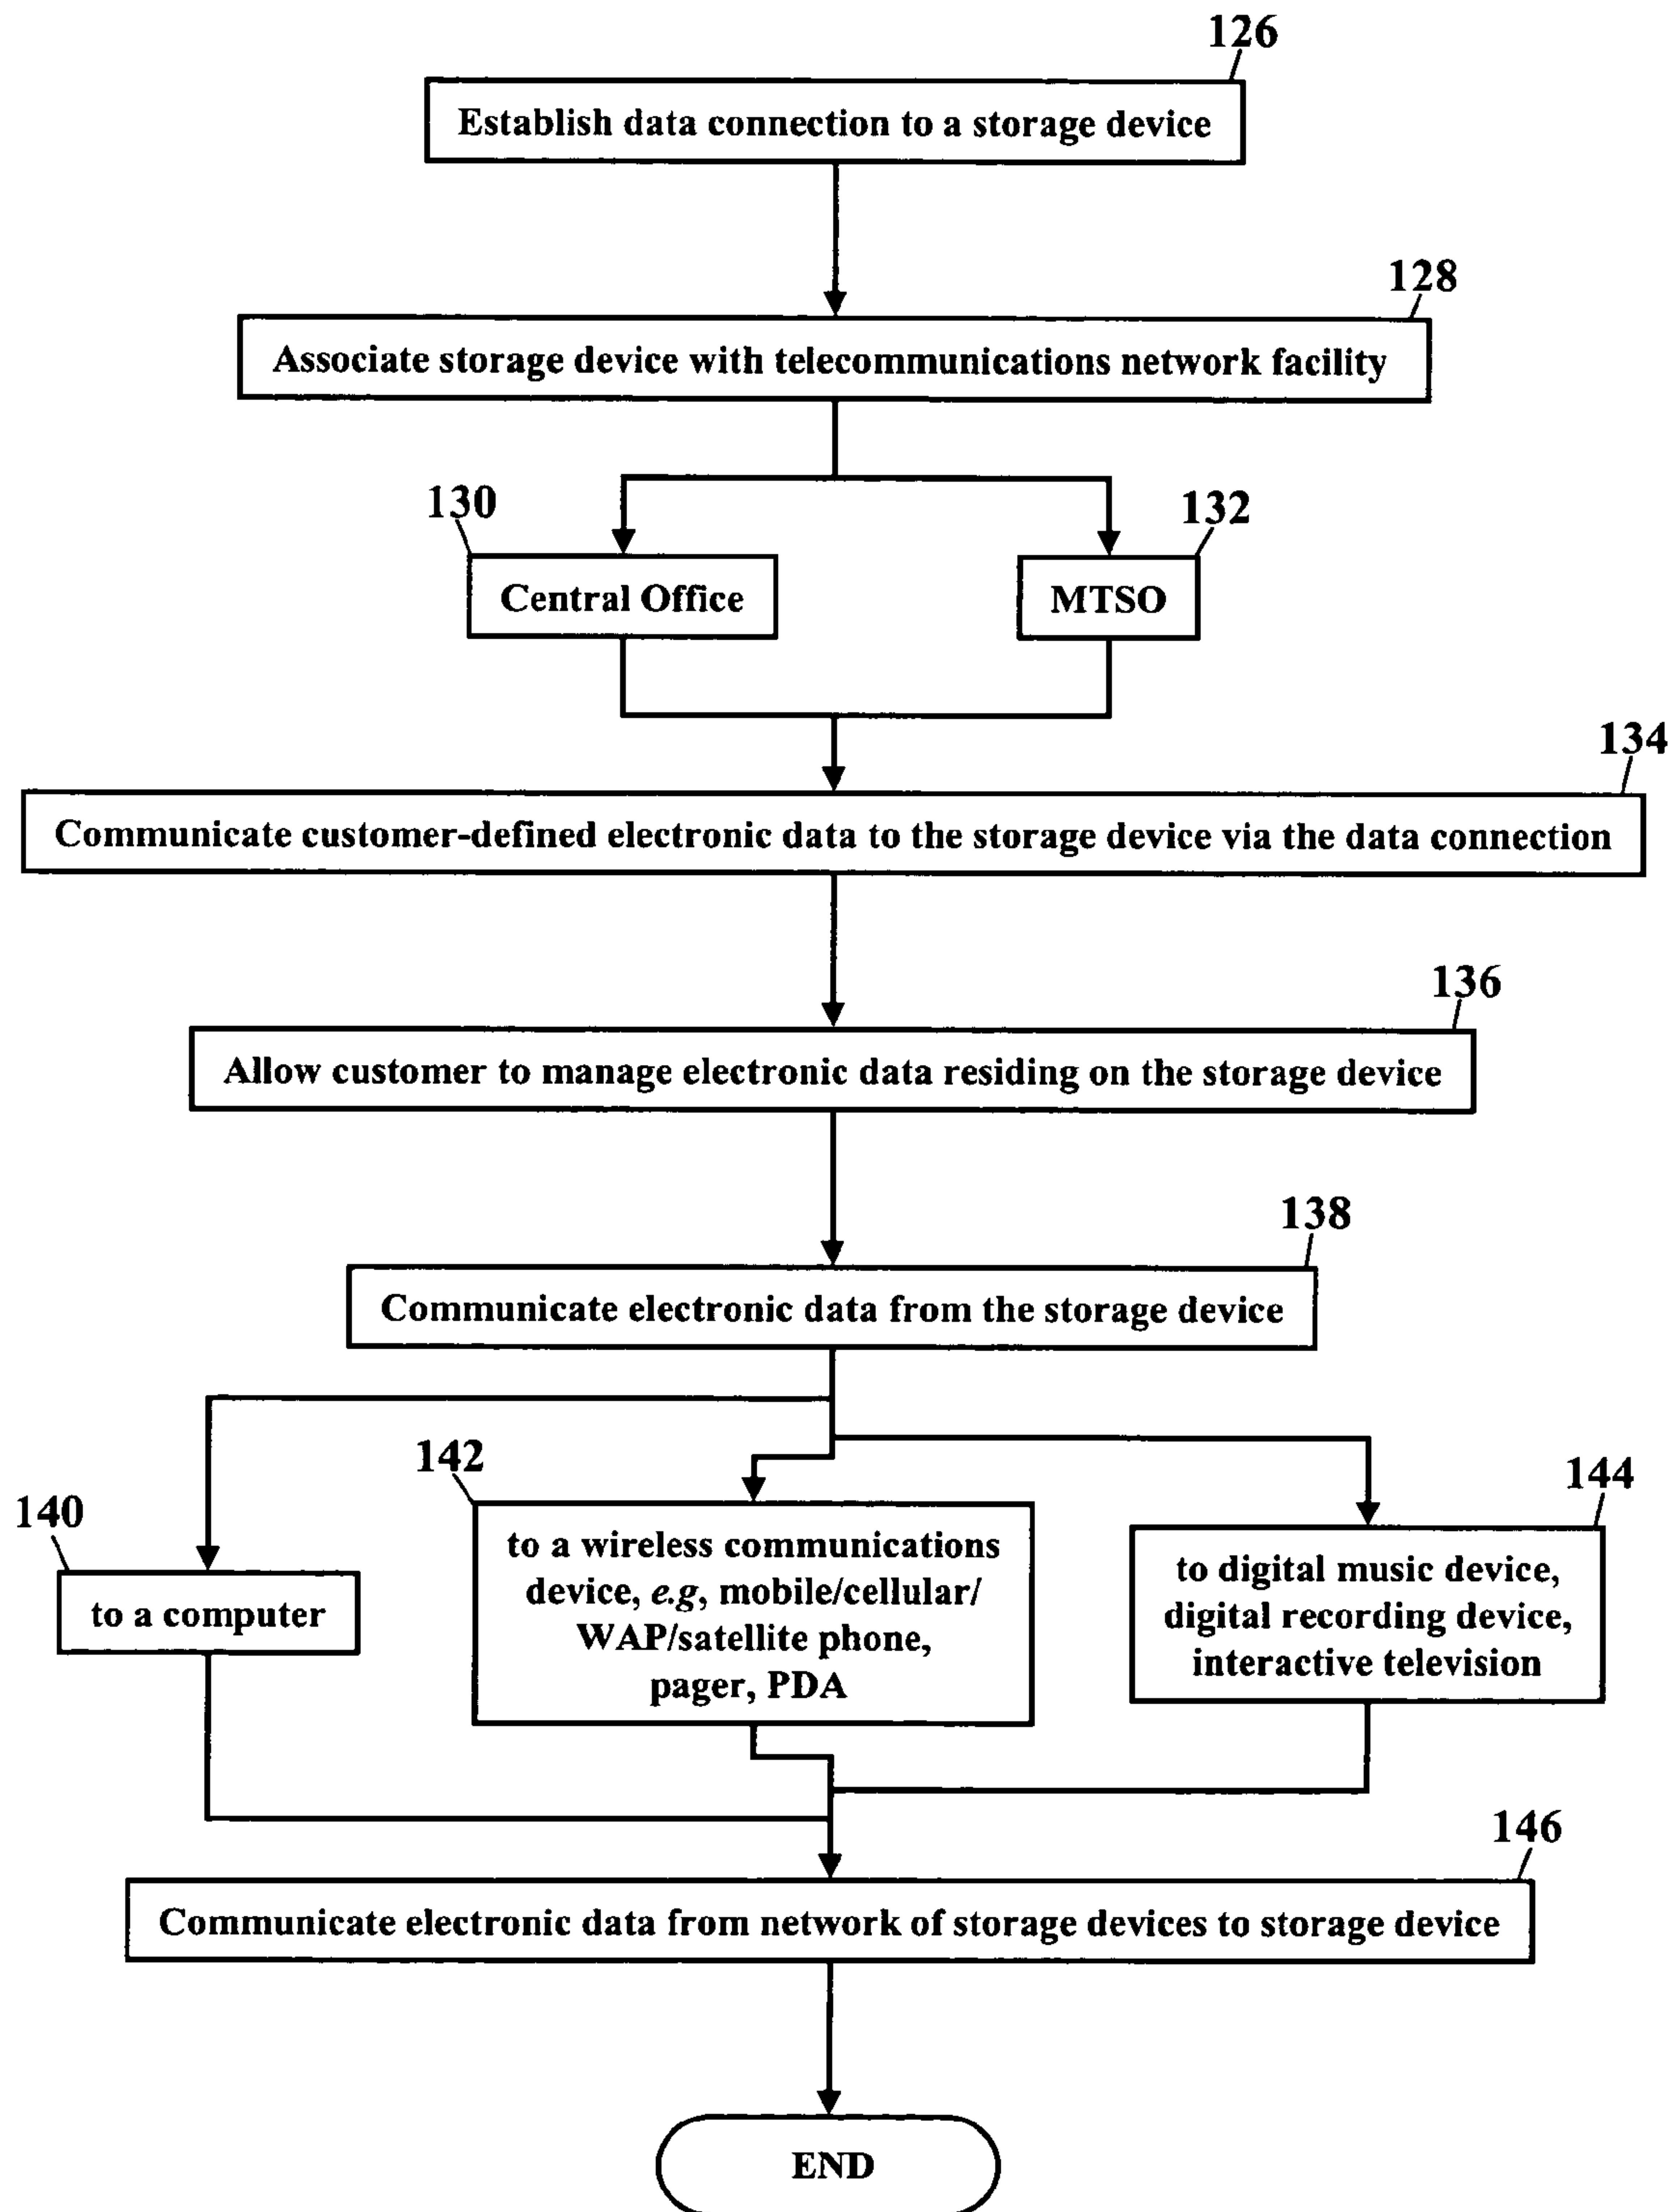 126
Establish data connection to a storage device
128
Associate storage device with telecommunications network facility
130
132
Central Office
MTSO
134
Communicate customer-defined electronic data to the storage device via the data connection
136
Allow customer to manage electronic data residing on the storage device
138
Communicate electronic data from the storage device
140
to a computer
142
to a wireless communications
device, e.g, mobile/cellular/
WAP/satellite phone,
pager, PDA
144
to digital music device,
digital recording device,
interactive television
146
Communicate electronic data from network of storage devices to storage device
END